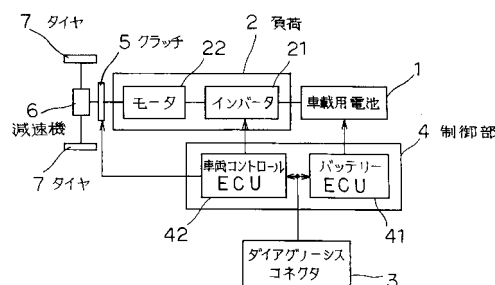 7 タイヤ
5 クラッチ
2 負荷
22
21
モータ
インバータ
1
車載用電池
6
減速機
7 タイヤ
4 制御部
車両コントロール
ECU
バッテリー
ECU
42
41
ダイアグノーシス
コネクタ
3